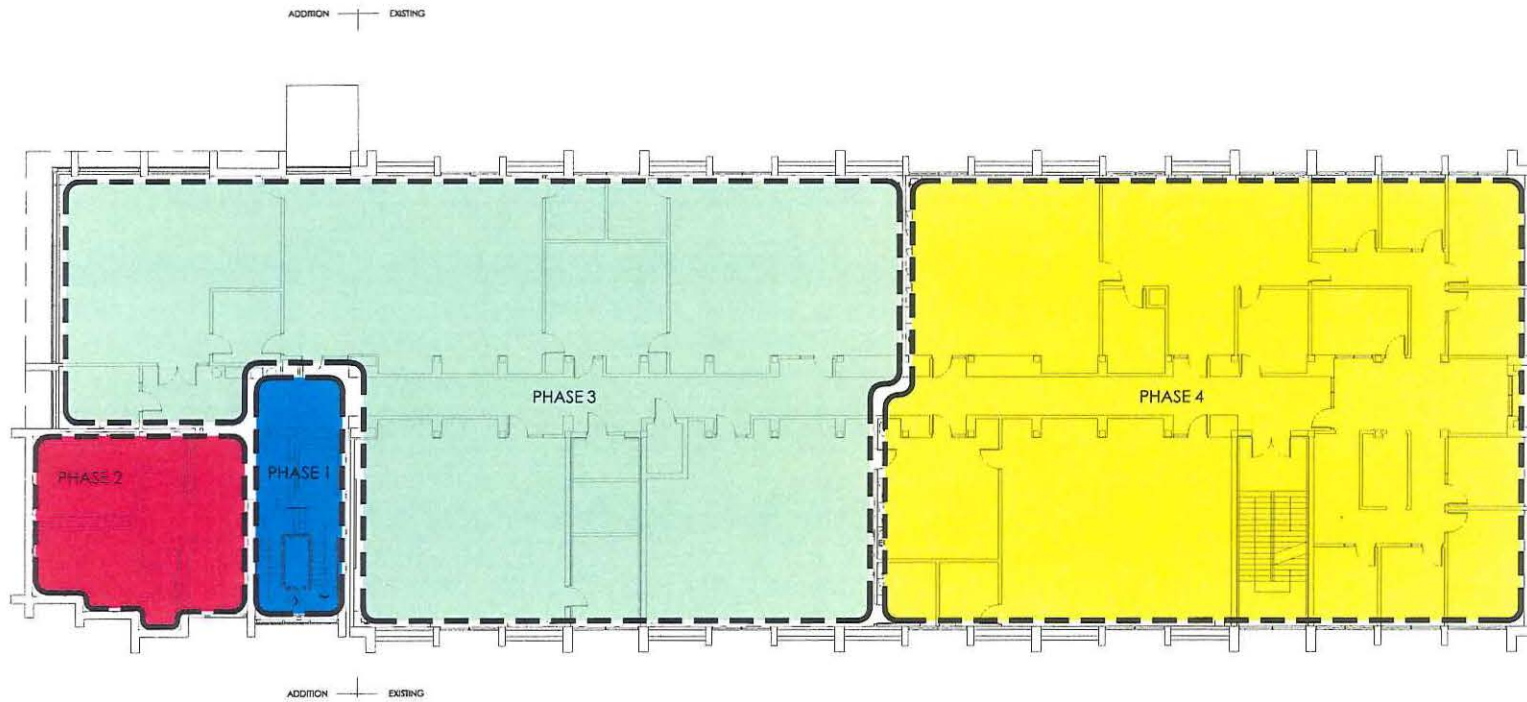 ADDITION EXISTING
PHASE 3
PHASE 4
PHASE 2
PHASE 1
ADDITION EXISTING